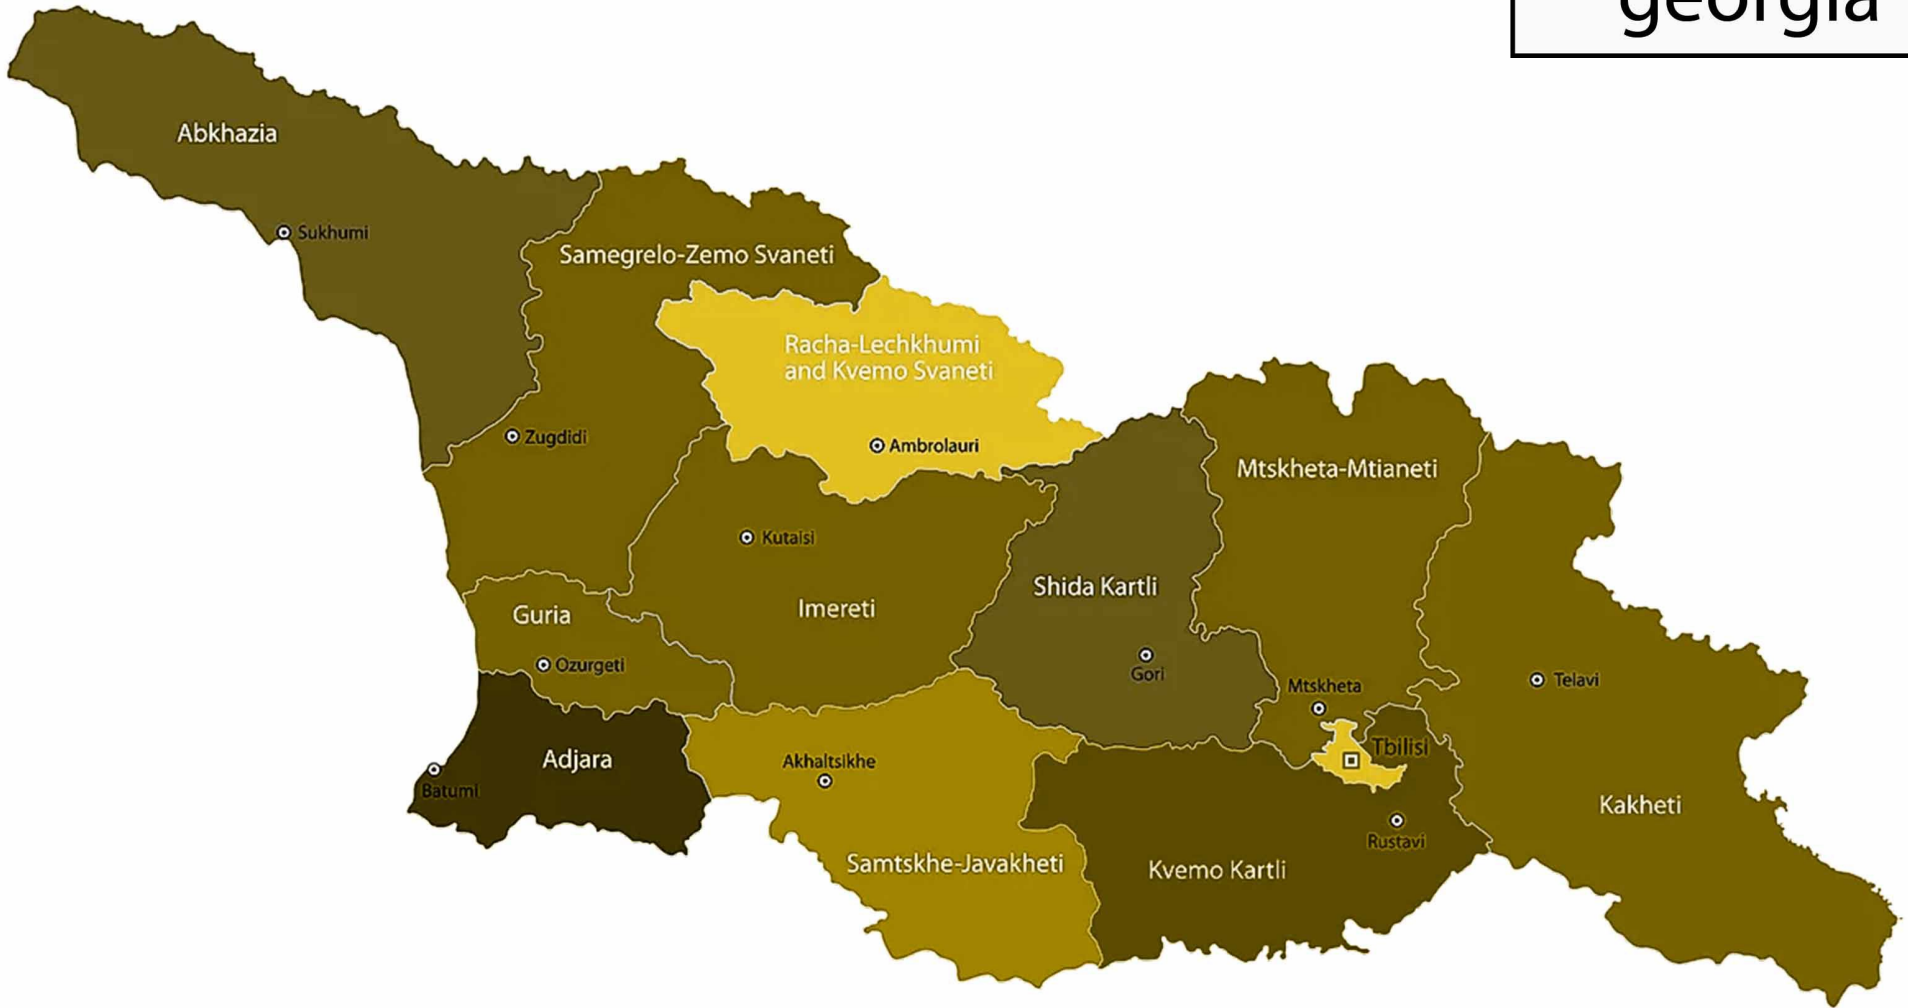 georgia
Abkhazia
Sukhumi
Samegrelo-Zemo Svaneti
Racha-Lechkhumi
and Kvemo Svaneti
Zugdidi
Ambrolauri
Mtskheta-Mtianeti
Kutaisi
Shida Kartli
Imereti
Guria
Ozurgeti
Gori
Mtskheta
Telavi
Tbilisi
Adjara
Akhaltsikhe
Batumi
Kakheti
Rustavi
Samtskhe-Javakheti
Kvemo Kartli